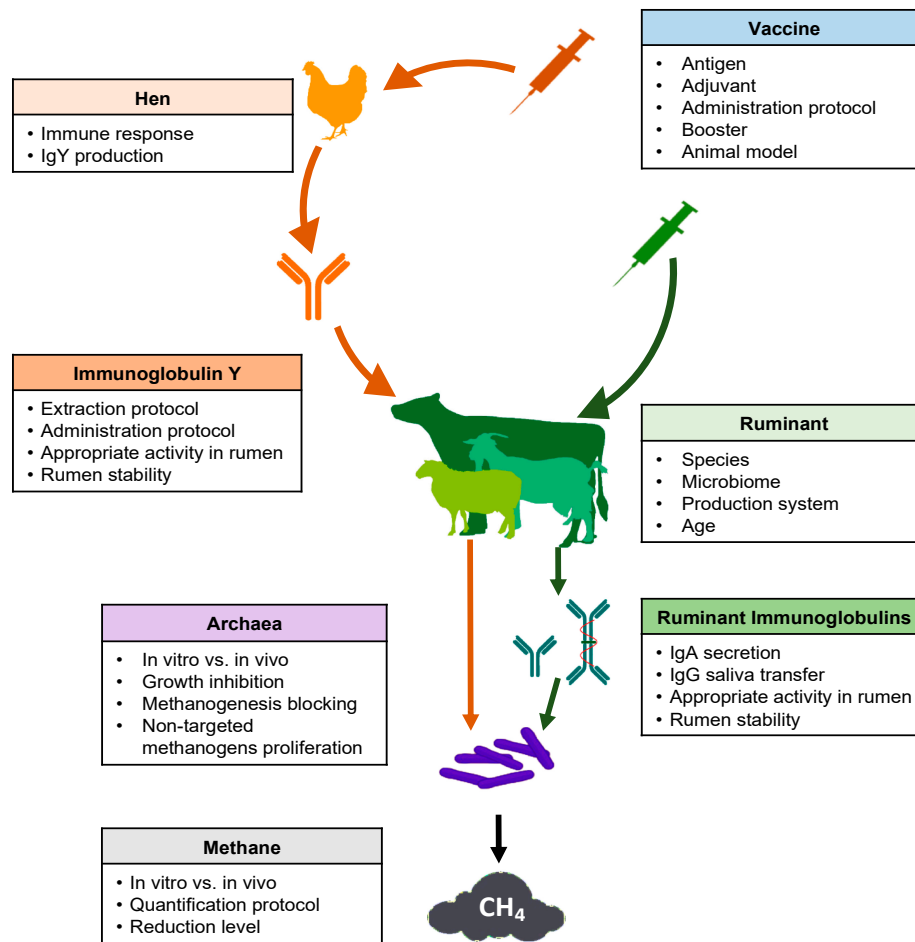 Vaccine
• Antigen
• Adjuvant
• Administration protocol
• Booster
• Animal model
Hen
• Immune response
• IgY production
Immunoglobulin Y
• Extraction protocol
• Administration protocol
• Appropriate activity in rumen
• Rumen stability
Ruminant
• Species
• Microbiome
• Production system
• Age
Ruminant Immunoglobulins
• IgA secretion
• IgG saliva transfer
• Appropriate activity in rumen
• Rumen stability
Archaea
• In vitro vs. in vivo
• Growth inhibition
• Methanogenesis blocking
• Non-targeted
methanogens proliferation
Methane
• In vitro vs. in vivo
• Quantification protocol
• Reduction level
CH₄